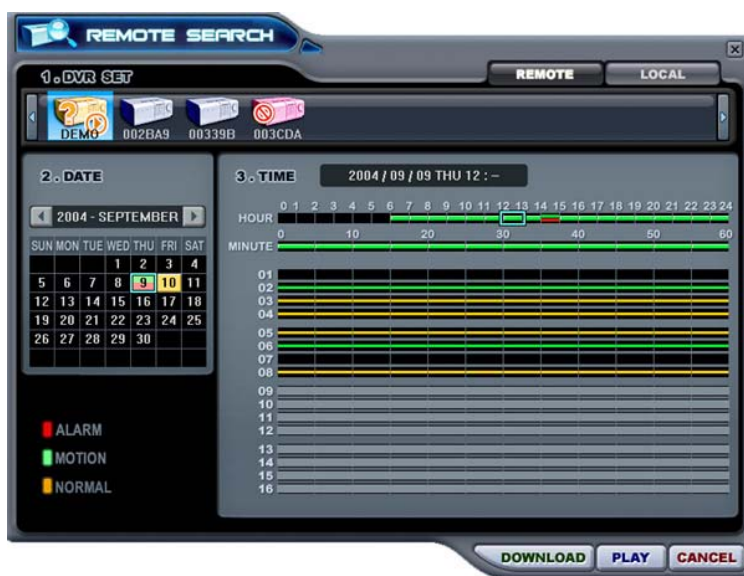 REMOTE SEARCH
1. DVR SET
REMOTE
LOCAL
DEMO
002BA9
00339B
003CDA
2. DATE
2004 - SEPTEMBER
SUN MON TUE WED THU FRI SAT
1 2 3 4
5 6 7 8 9 10 11
12 13 14 15 16 17 18
19 20 21 22 23 24 25
26 27 28 29 30
ALARM
MOTION
NORMAL
3. TIME
2004 / 09 / 09 THU 12 : –
0 1 2 3 4 5 6 7 8 9 10 11 12 13 14 15 16 17 18 19 20 21 22 23 24
HOUR
0 10 20 30 40 50 60
MINUTE
01
02
03
04
05
06
07
08
09
10
11
12
13
14
15
16
DOWNLOAD
PLAY
CANCEL